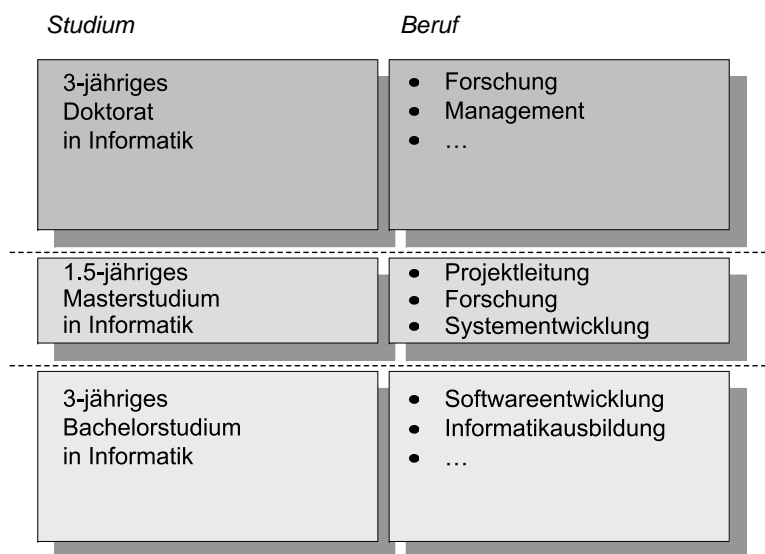 Studium
Beruf
3-jähriges
Doktorat
in Informatik
• Forschung
• Management
• …
1.5-jähriges
Masterstudium
in Informatik
• Projektleitung
• Forschung
• Systementwicklung
3-jähriges
Bachelorstudium
in Informatik
• Softwareentwicklung
• Informatikausbildung
• …